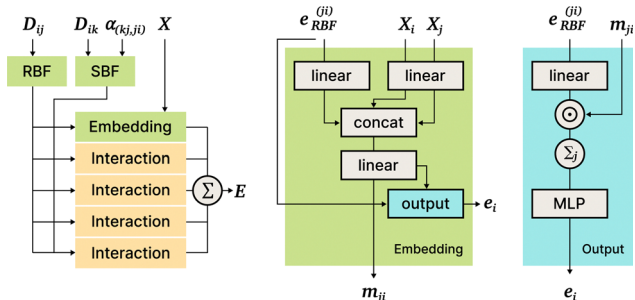 D_ij D_ik α_(kj,ji) X
RBF SBF
Embedding
Interaction
Interaction
Interaction
Interaction
Σ E
e_RBF^(ji) X_i X_j
linear linear
concat
linear
output e_i
Embedding
m_ji
e_RBF^(ji) m_ji
linear
⊙
Σ_j
MLP
Output
e_i